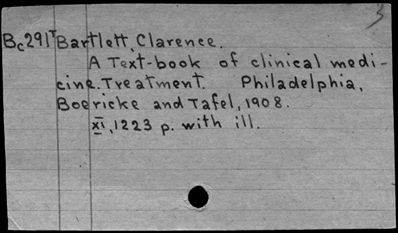 3
Bc291T Bartlett, Clarence.
A Text-book of clinical medi-
cine. Treatment. Philadelphia,
Boericke and Tafel, 1908.
xi, 1223 p. with ill.